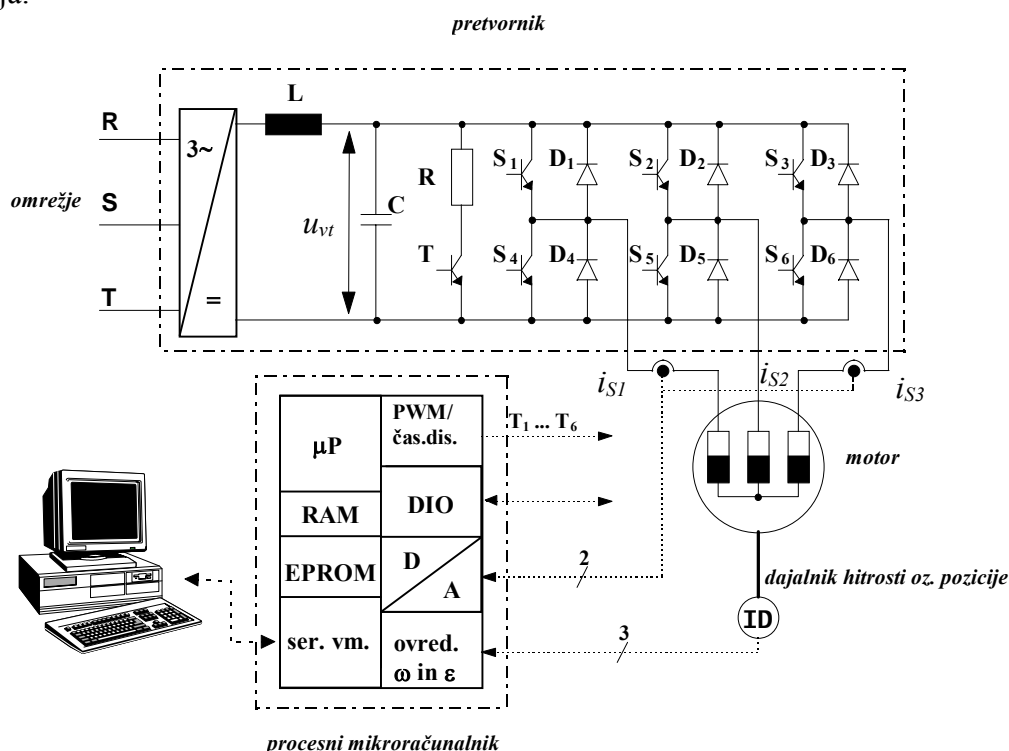 ja.
pretvornik
L
R
3~
S₁
D₁
S₂
D₂
S₃
D₃
R
omrežje
S
C
u_vt
T
S₄
D₄
S₅
D₅
S₆
D₆
T
=
i_S1
i_S2
i_S3
PWM/
čas.dis.
T₁ ... T₆
μP
motor
RAM
DIO
EPROM
D
A
2
dajalnik hitrosti oz. pozicije
ID
ser. vm.
ovred.
ω in ε
3
procesni mikroračunalnik